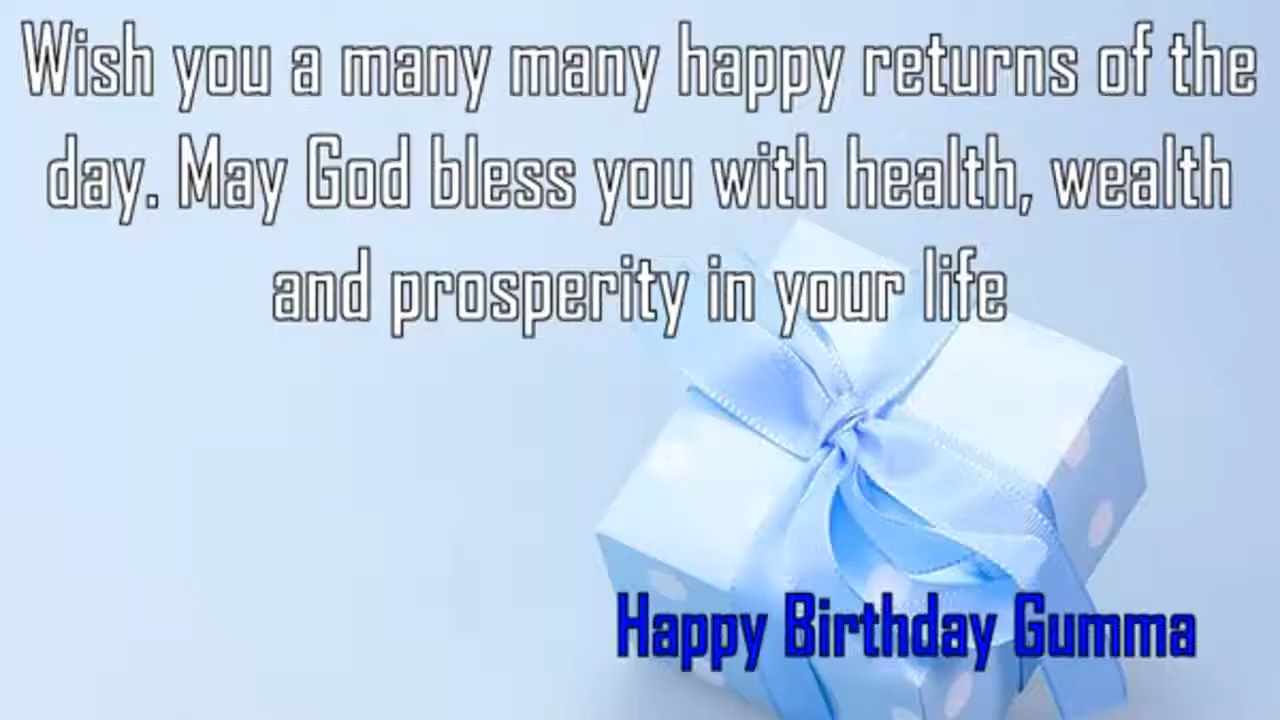 Wish you a many many happy returns of the
day. May God bless you with health, wealth
and prosperity in your life
Happy Birthday Gumma